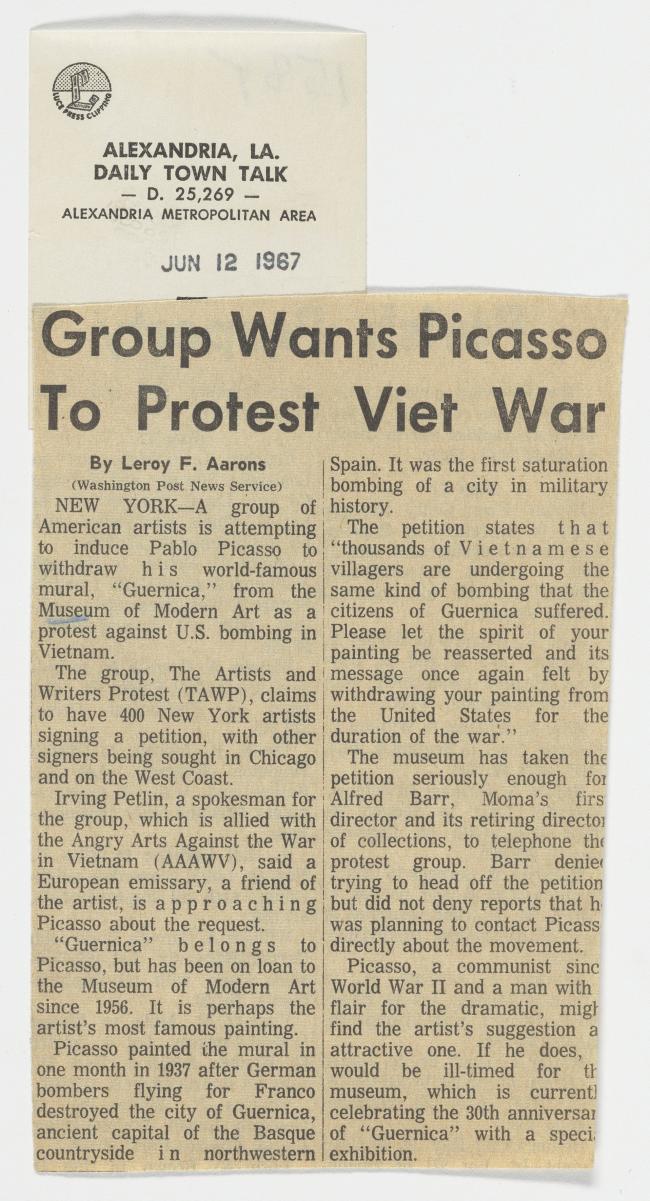 LUCE PRESS CLIPPING
ALEXANDRIA, LA.
DAILY TOWN TALK
— D. 25,269 —
ALEXANDRIA METROPOLITAN AREA
JUN 12 1967
Group Wants Picasso
To Protest Viet War
By Leroy F. Aarons
(Washington Post News Service)
NEW YORK—A group of
American artists is attempting
to induce Pablo Picasso to
withdraw his world-famous
mural, “Guernica,” from the
Museum of Modern Art as a
protest against U.S. bombing in
Vietnam.
The group, The Artists and
Writers Protest (TAWP), claims
to have 400 New York artists
signing a petition, with other
signers being sought in Chicago
and on the West Coast.
Irving Petlin, a spokesman for
the group, which is allied with
the Angry Arts Against the War
in Vietnam (AAAWV), said a
European emissary, a friend of
the artist, is approaching
Picasso about the request.
“Guernica” belongs to
Picasso, but has been on loan to
the Museum of Modern Art
since 1956. It is perhaps the
artist’s most famous painting.
Picasso painted the mural in
one month in 1937 after German
bombers flying for Franco
destroyed the city of Guernica,
ancient capital of the Basque
countryside in northwestern
Spain. It was the first saturation
bombing of a city in military
history.
The petition states that
“thousands of Vietnamese
villagers are undergoing the
same kind of bombing that the
citizens of Guernica suffered.
Please let the spirit of your
painting be reasserted and its
message once again felt by
withdrawing your painting from
the United States for the
duration of the war.”
The museum has taken the
petition seriously enough for
Alfred Barr, Moma’s firs
director and its retiring director
of collections, to telephone the
protest group. Barr denie
trying to head off the petition
but did not deny reports that h
was planning to contact Picass
directly about the movement.
Picasso, a communist sinc
World War II and a man with
flair for the dramatic, migh
find the artist’s suggestion a
attractive one. If he does,
would be ill-timed for th
museum, which is currentl
celebrating the 30th anniversar
of “Guernica” with a speci
exhibition.